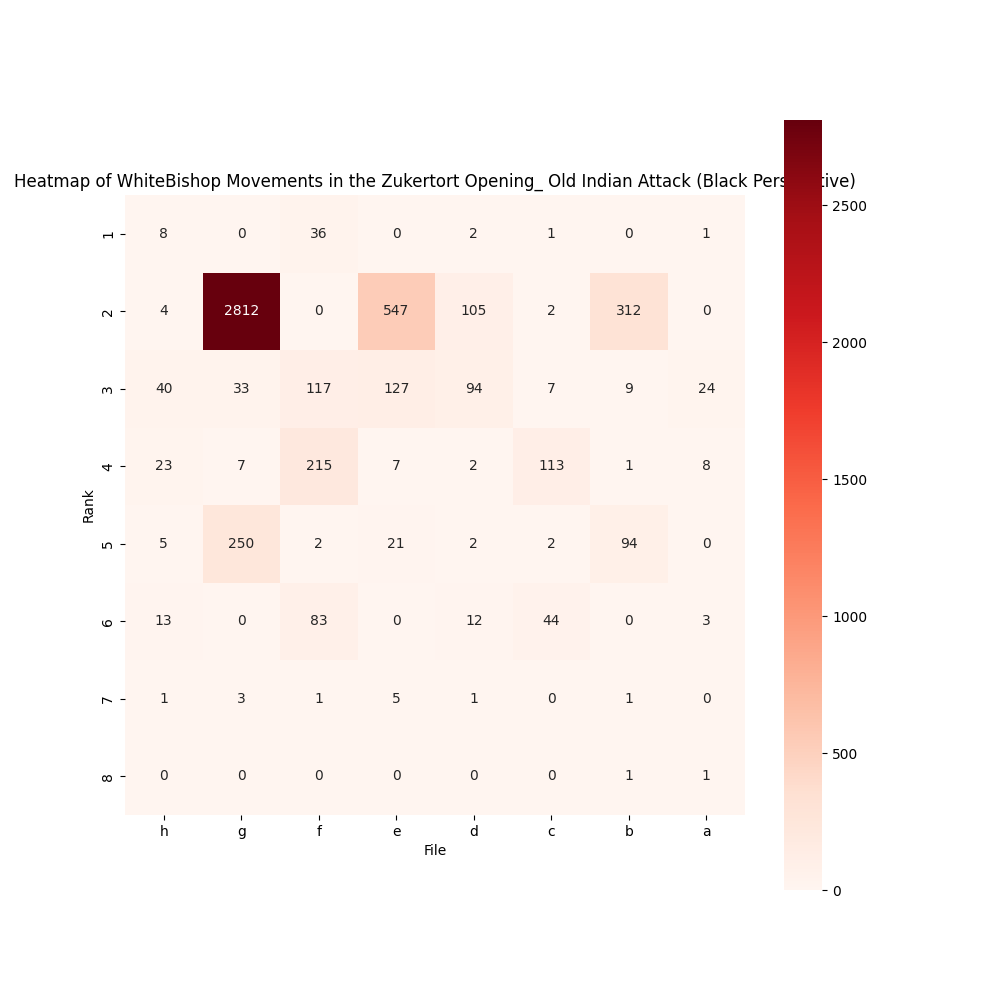 Heatmap of WhiteBishop Movements in the Zukertort Opening_ Old Indian Attack (Black Pers tive)
1 8 0 36 0 2 1 0 1
2 4 2812 0 547 105 2 312 0
3 40 33 117 127 94 7 9 24
4 23 7 215 7 2 113 1 8
5 5 250 2 21 2 2 94 0
6 13 0 83 0 12 44 0 3
7 1 3 1 5 1 0 1 0
8 0 0 0 0 0 0 1 1
h g f e d c b a
File
Rank
2500
2000
1500
1000
500
0